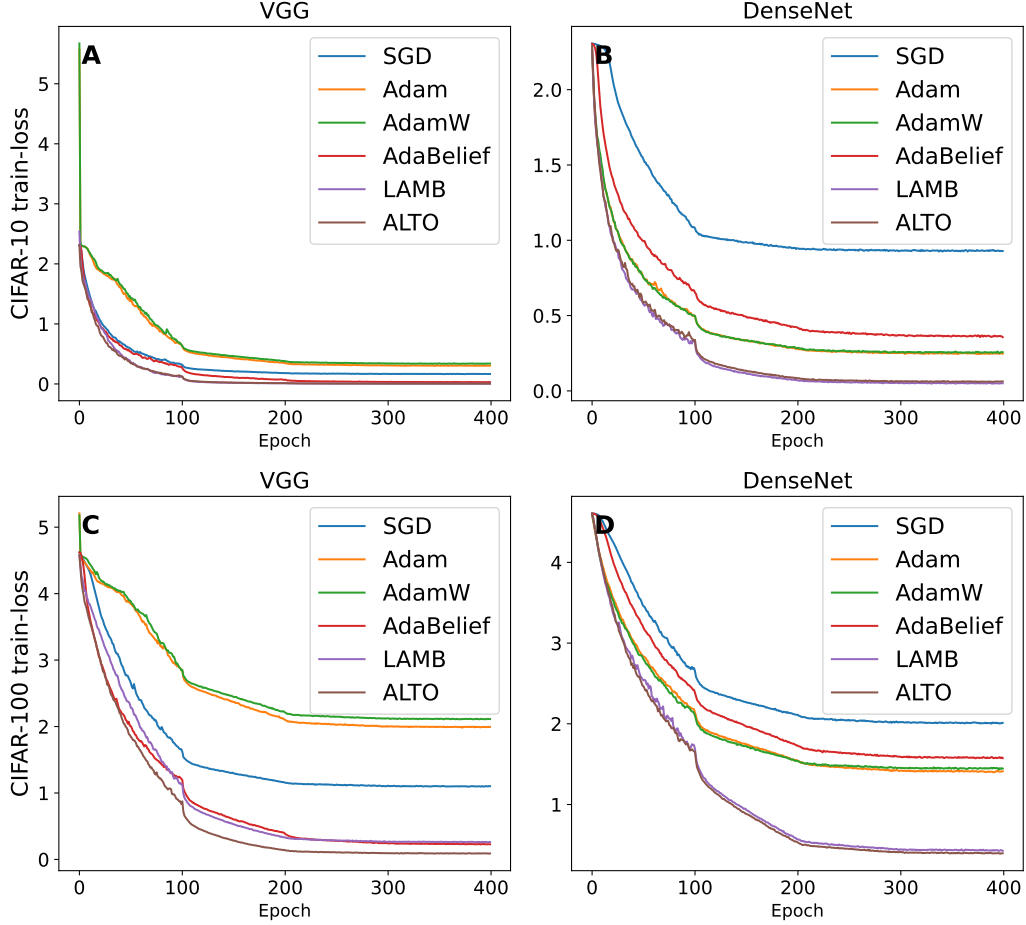 VGG
A
SGD
Adam
AdamW
AdaBelief
LAMB
ALTO
CIFAR-10 train-loss
5
4
3
2
1
0
0 100 200 300 400
Epoch
DenseNet
B
SGD
Adam
AdamW
AdaBelief
LAMB
ALTO
2.0
1.5
1.0
0.5
0.0
0 100 200 300 400
Epoch
VGG
C
SGD
Adam
AdamW
AdaBelief
LAMB
ALTO
CIFAR-100 train-loss
5
4
3
2
1
0
0 100 200 300 400
Epoch
DenseNet
D
SGD
Adam
AdamW
AdaBelief
LAMB
ALTO
4
3
2
1
0 100 200 300 400
Epoch